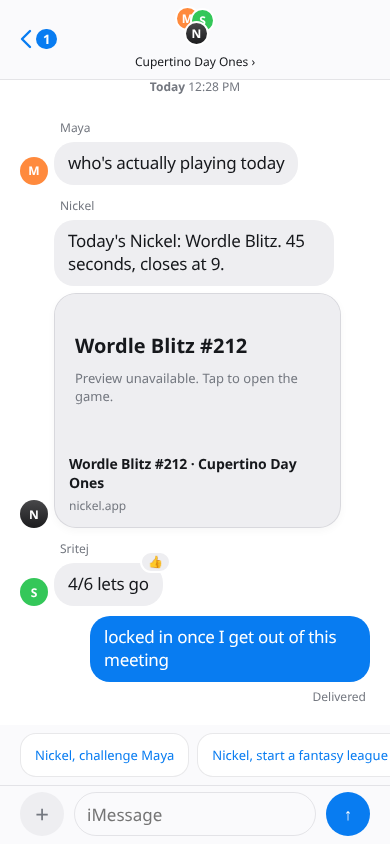 M S
N
1
Cupertino Day Ones ›
Today 12:28 PM
Maya
M
who's actually playing today
Nickel
Today's Nickel: Wordle Blitz. 45
seconds, closes at 9.
Wordle Blitz #212
Preview unavailable. Tap to open the
game.
Wordle Blitz #212 · Cupertino Day
Ones
nickel.app
N
Sritej
👍
S
4/6 lets go
locked in once I get out of this
meeting
Delivered
Nickel, challenge Maya
Nickel, start a fantasy league
+
iMessage
↑